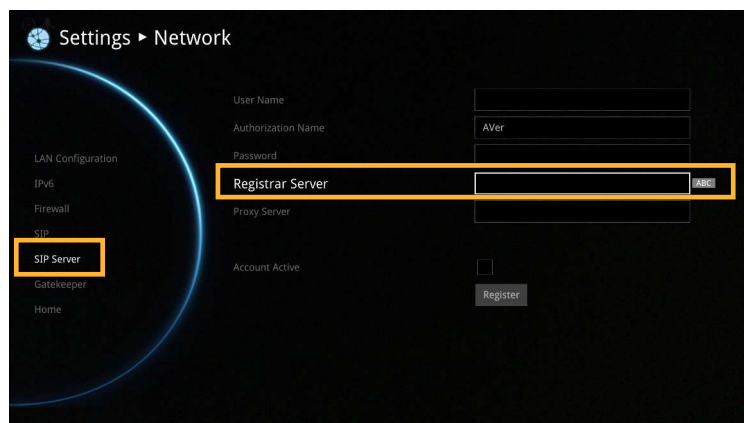 Settings ▸ Network
User Name
Authorization Name AVer
LAN Configuration
Password
IPv6
Registrar Server ABC
Firewall
Proxy Server
SIP
SIP Server
Account Active
Gatekeeper
Register
Home